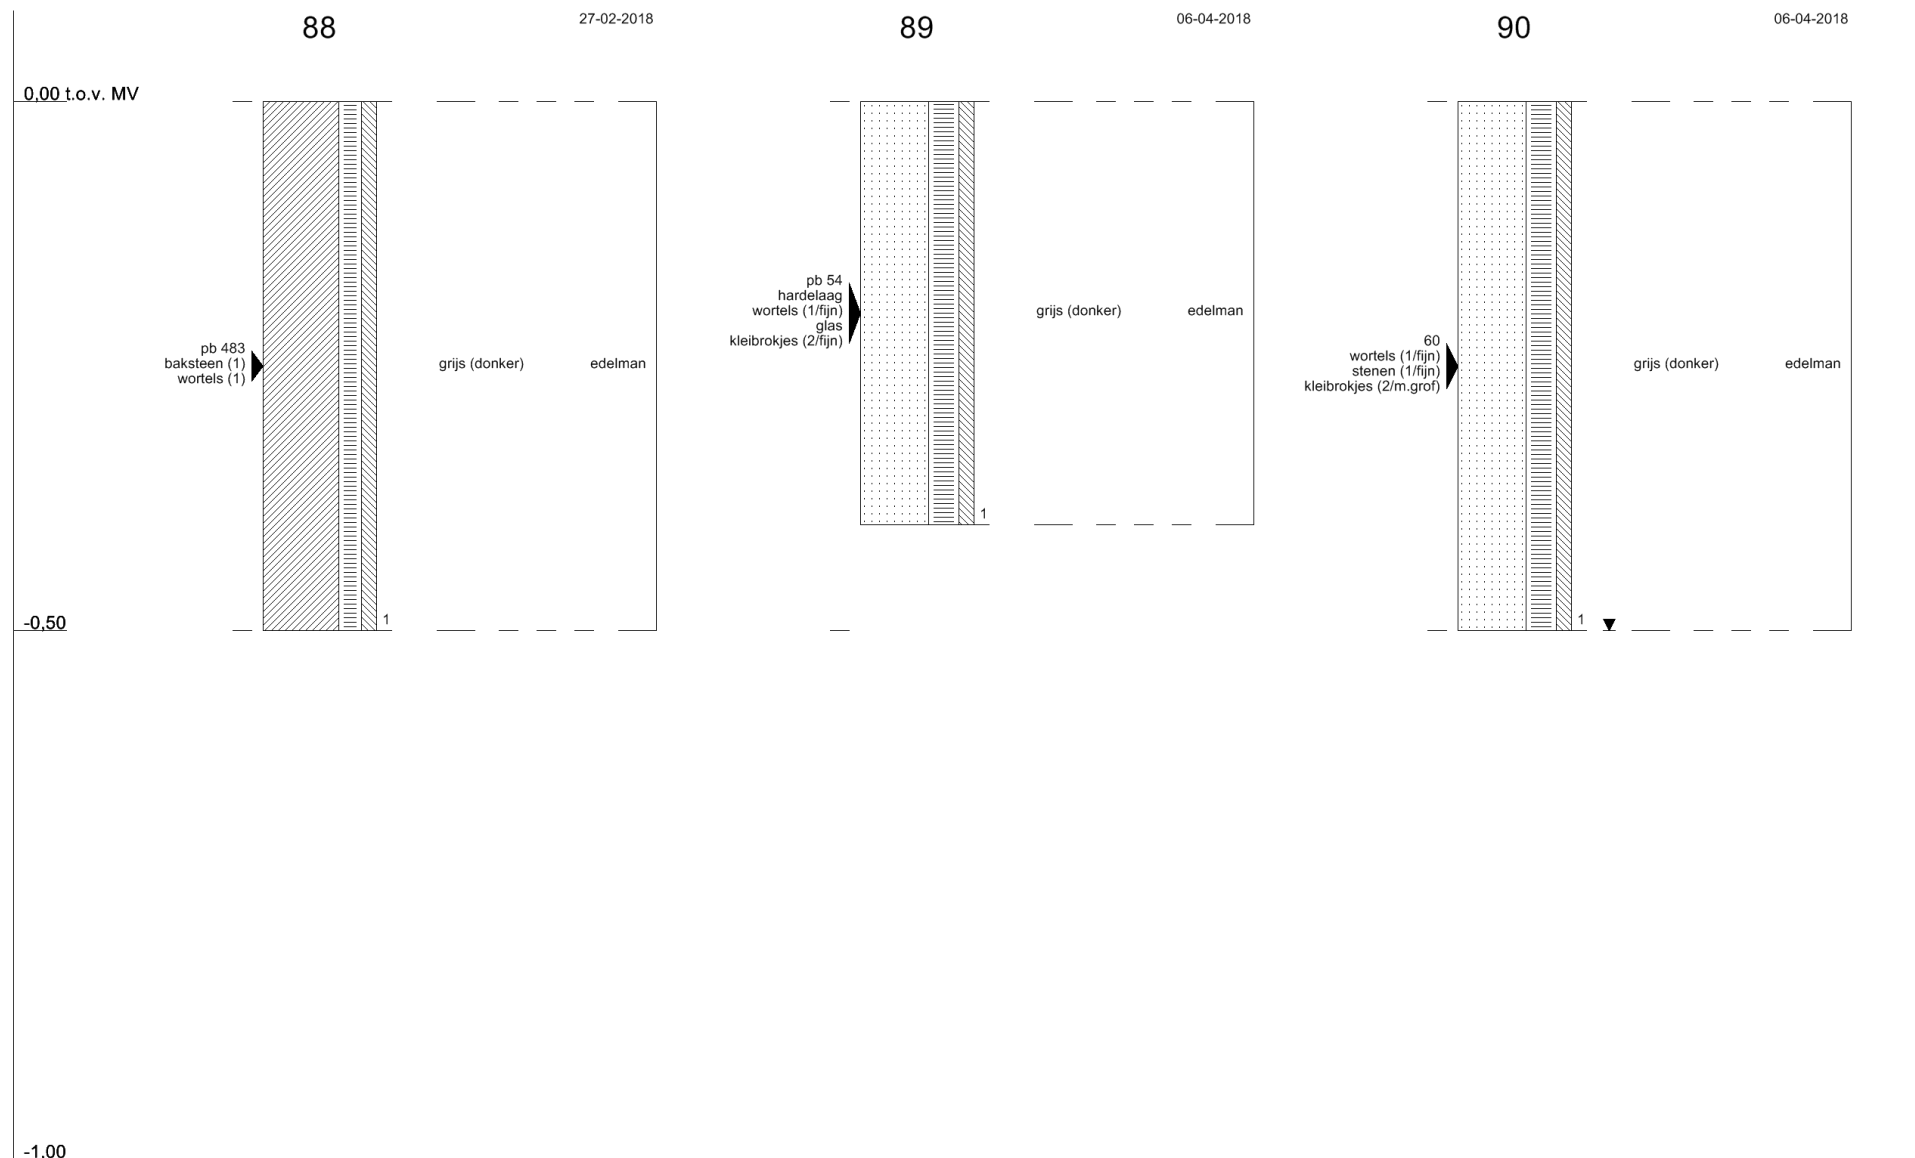 88
27-02-2018
89
06-04-2018
90
06-04-2018
0,00 t.o.v. MV
pb 483
baksteen (1)
wortels (1)
grijs (donker)
edelman
1
pb 54
hardelaag
wortels (1/fijn)
glas
kleibrokjes (2/fijn)
grijs (donker)
edelman
1
60
wortels (1/fijn)
stenen (1/fijn)
kleibrokjes (2/m.grof)
grijs (donker)
edelman
1
-0,50
-1,00